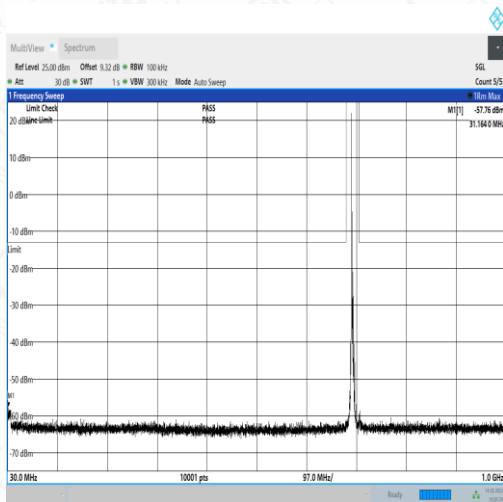 MultiView Spectrum
Ref Level 25.00 dBm Offset 9.32 dB RBW 100 kHz SGL
Att 30 dB SWT 1 s VBW 300 kHz Mode Auto Sweep Count 5/5
1 Frequency Sweep 1Rm Max
Limit Check PASS M1[1] -57.76 dBm
20 dBm Line Limit PASS 31.164 0 MHz
10 dBm
0 dBm
-10 dBm
Limit
-20 dBm
-30 dBm
-40 dBm
-50 dBm
M1
-60 dBm
-70 dBm
30.0 MHz 10001 pts 97.0 MHz/ 1.0 GHz
Ready